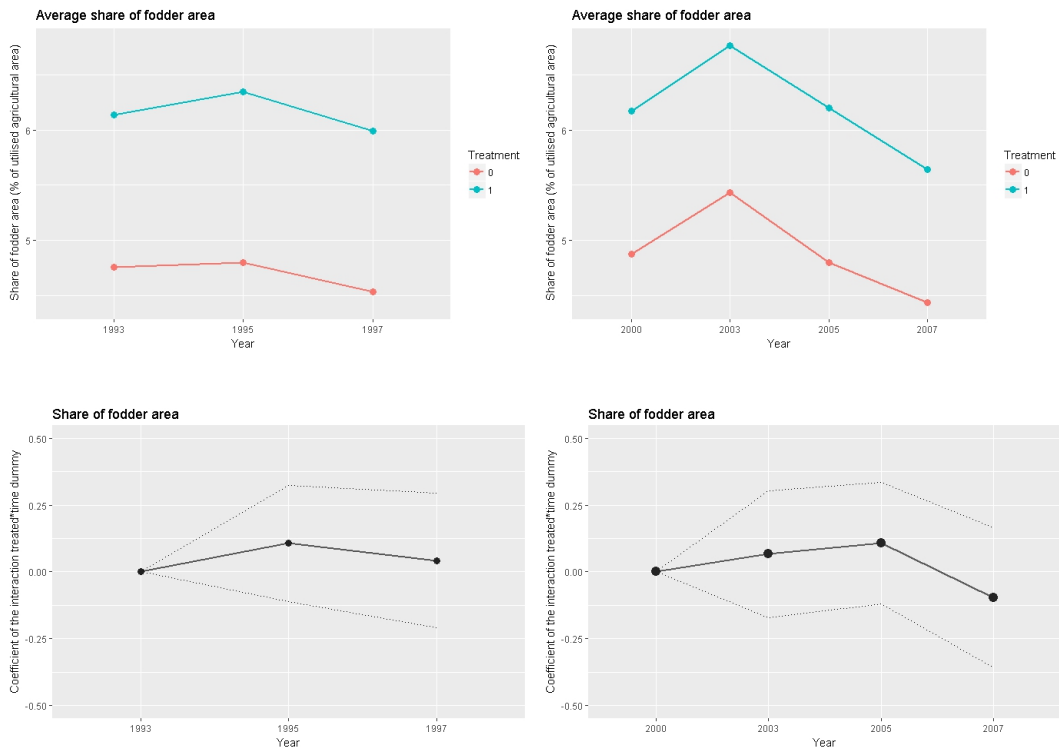 Average share of fodder area
Share of fodder area (% of utilised agricultural area)
6
5
1993
1995
1997
Year
Treatment
0
1
Average share of fodder area
Share of fodder area (% of utilised agricultural area)
6
5
2000
2003
2005
2007
Year
Treatment
0
1
Share of fodder area
Coefficient of the interaction treated*time dummy
0.50
0.25
0.00
-0.25
-0.50
1993
1995
1997
Year
Share of fodder area
Coefficient of the interaction treated*time dummy
0.50
0.25
0.00
-0.25
-0.50
2000
2003
2005
2007
Year